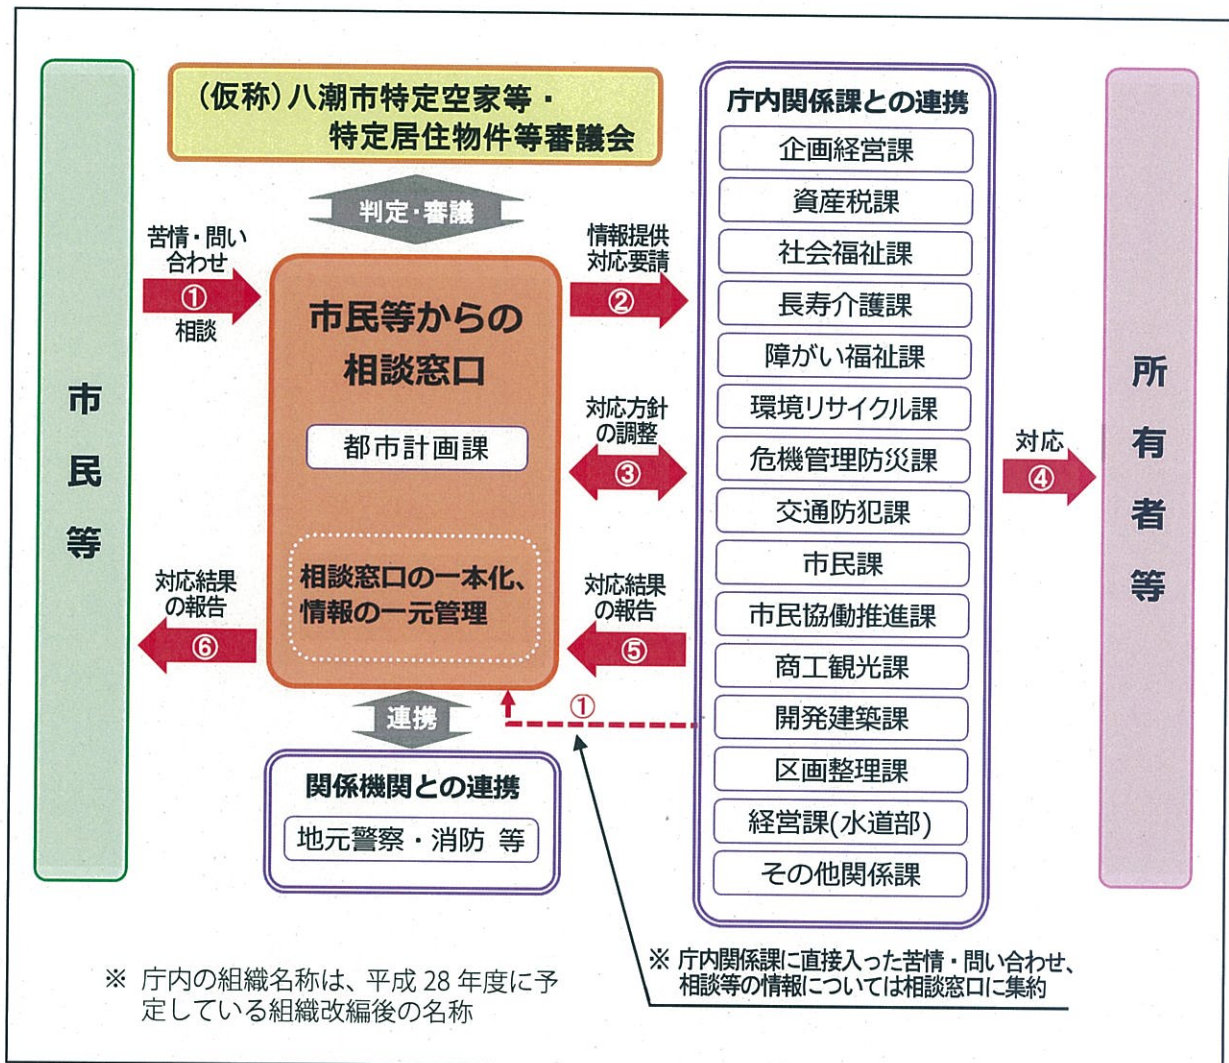 (仮称)八潮市特定空家等・
特定居住物件等審議会
判定・審議
市民等
苦情・問い
合わせ
①
相談
市民等からの
相談窓口
都市計画課
相談窓口の一本化、
情報の一元管理
情報提供
対応要請
②
対応方針
の調整
③
対応結果
の報告
⑤
対応結果
の報告
⑥
①
連携
関係機関との連携
地元警察・消防 等
庁内関係課との連携
企画経営課
資産税課
社会福祉課
長寿介護課
障がい福祉課
環境リサイクル課
危機管理防災課
交通防犯課
市民課
市民協働推進課
商工観光課
開発建築課
区画整理課
経営課(水道部)
その他関係課
対応
④
所有者等
※ 庁内の組織名称は、平成 28 年度に予
定している組織改編後の名称
※ 庁内関係課に直接入った苦情・問い合わせ、
相談等の情報については相談窓口に集約